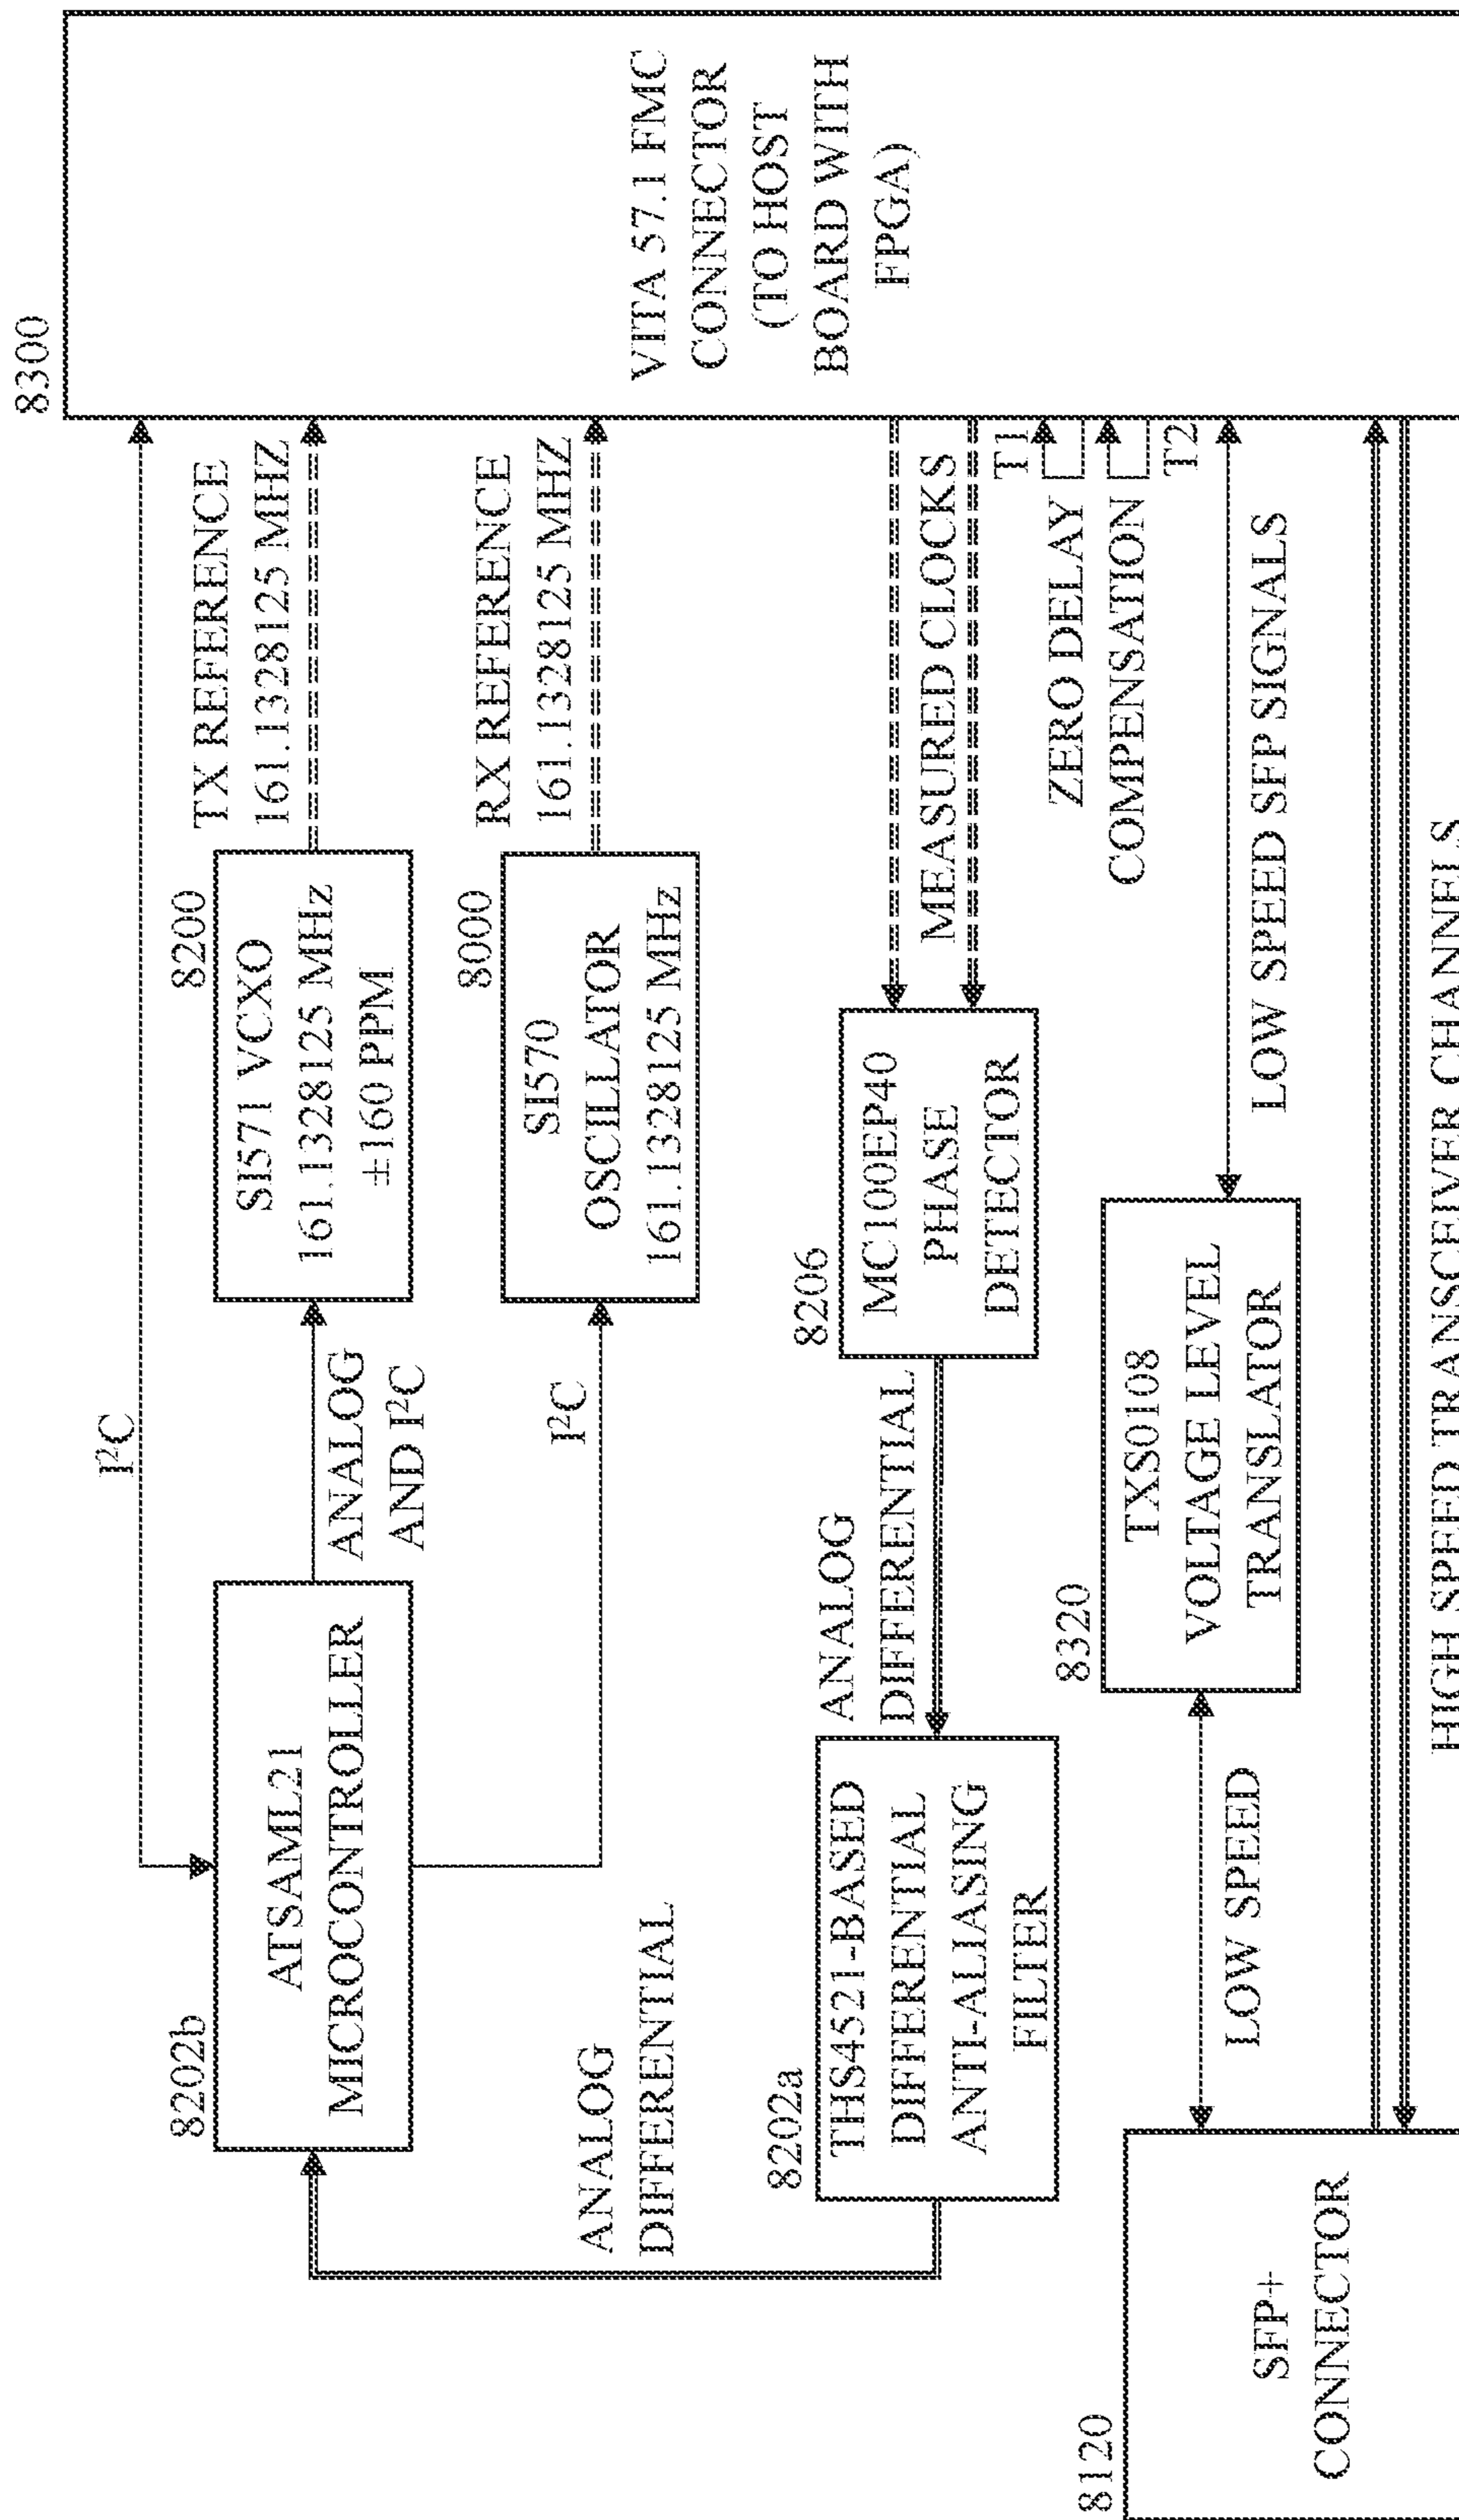 8300
VITA 57.1 FMC
CONNECTOR
(TO HOST
BOARD WITH
FPGA)
I²C
TX REFERENCE
161.1328125 MHZ
RX REFERENCE
161.1328125 MHZ
8200
SI571 VCXO
161.1328125 MHz
±160 PPM
8000
SI570
OSCILLATOR
161.1328125 MHz
ANALOG
AND I²C
I²C
8202b
ATSAML21
MICROCONTROLLER
ANALOG
DIFFERENTIAL
MEASURED CLOCKS
8206
MC100EP40
PHASE
DETECTOR
ANALOG
DIFFERENTIAL
8202a
THS4521-BASED
DIFFERENTIAL
ANTI-ALIASING
FILTER
T1
ZERO DELAY
COMPENSATION
T2
LOW SPEED SFP SIGNALS
8320
TXS0108
VOLTAGE LEVEL
TRANSLATOR
LOW SPEED
8120
SFP+
CONNECTOR
HIGH SPEED TRANSCEIVER CHANNELS